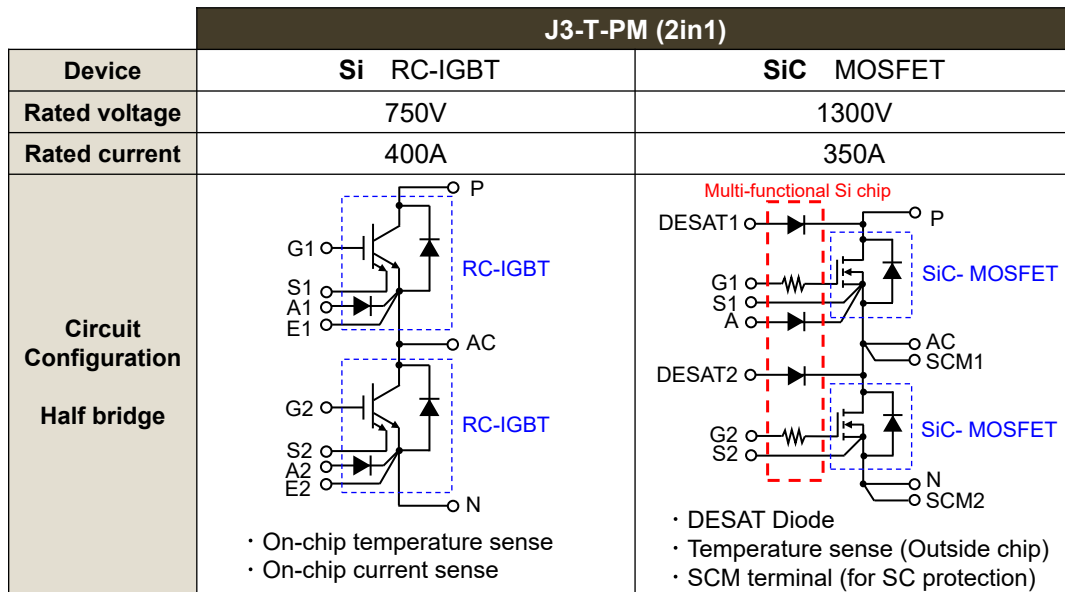 J3-T-PM (2in1)
Device
Si RC-IGBT
SiC MOSFET
Rated voltage
750V
1300V
Rated current
400A
350A
Circuit
Configuration
Half bridge
P
G1
RC-IGBT
S1
A1
E1
AC
G2
RC-IGBT
S2
A2
E2
N
・On-chip temperature sense
・On-chip current sense
Multi-functional Si chip
DESAT1
P
SiC- MOSFET
G1
S1
A
AC
SCM1
DESAT2
G2
SiC- MOSFET
S2
N
SCM2
・DESAT Diode
・Temperature sense (Outside chip)
・SCM terminal (for SC protection)